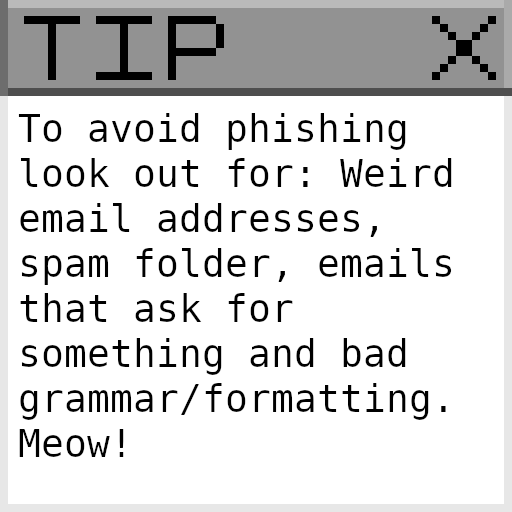 TIP X
To avoid phishing
look out for: Weird
email addresses,
spam folder, emails
that ask for
something and bad
grammar/formatting.
Meow!